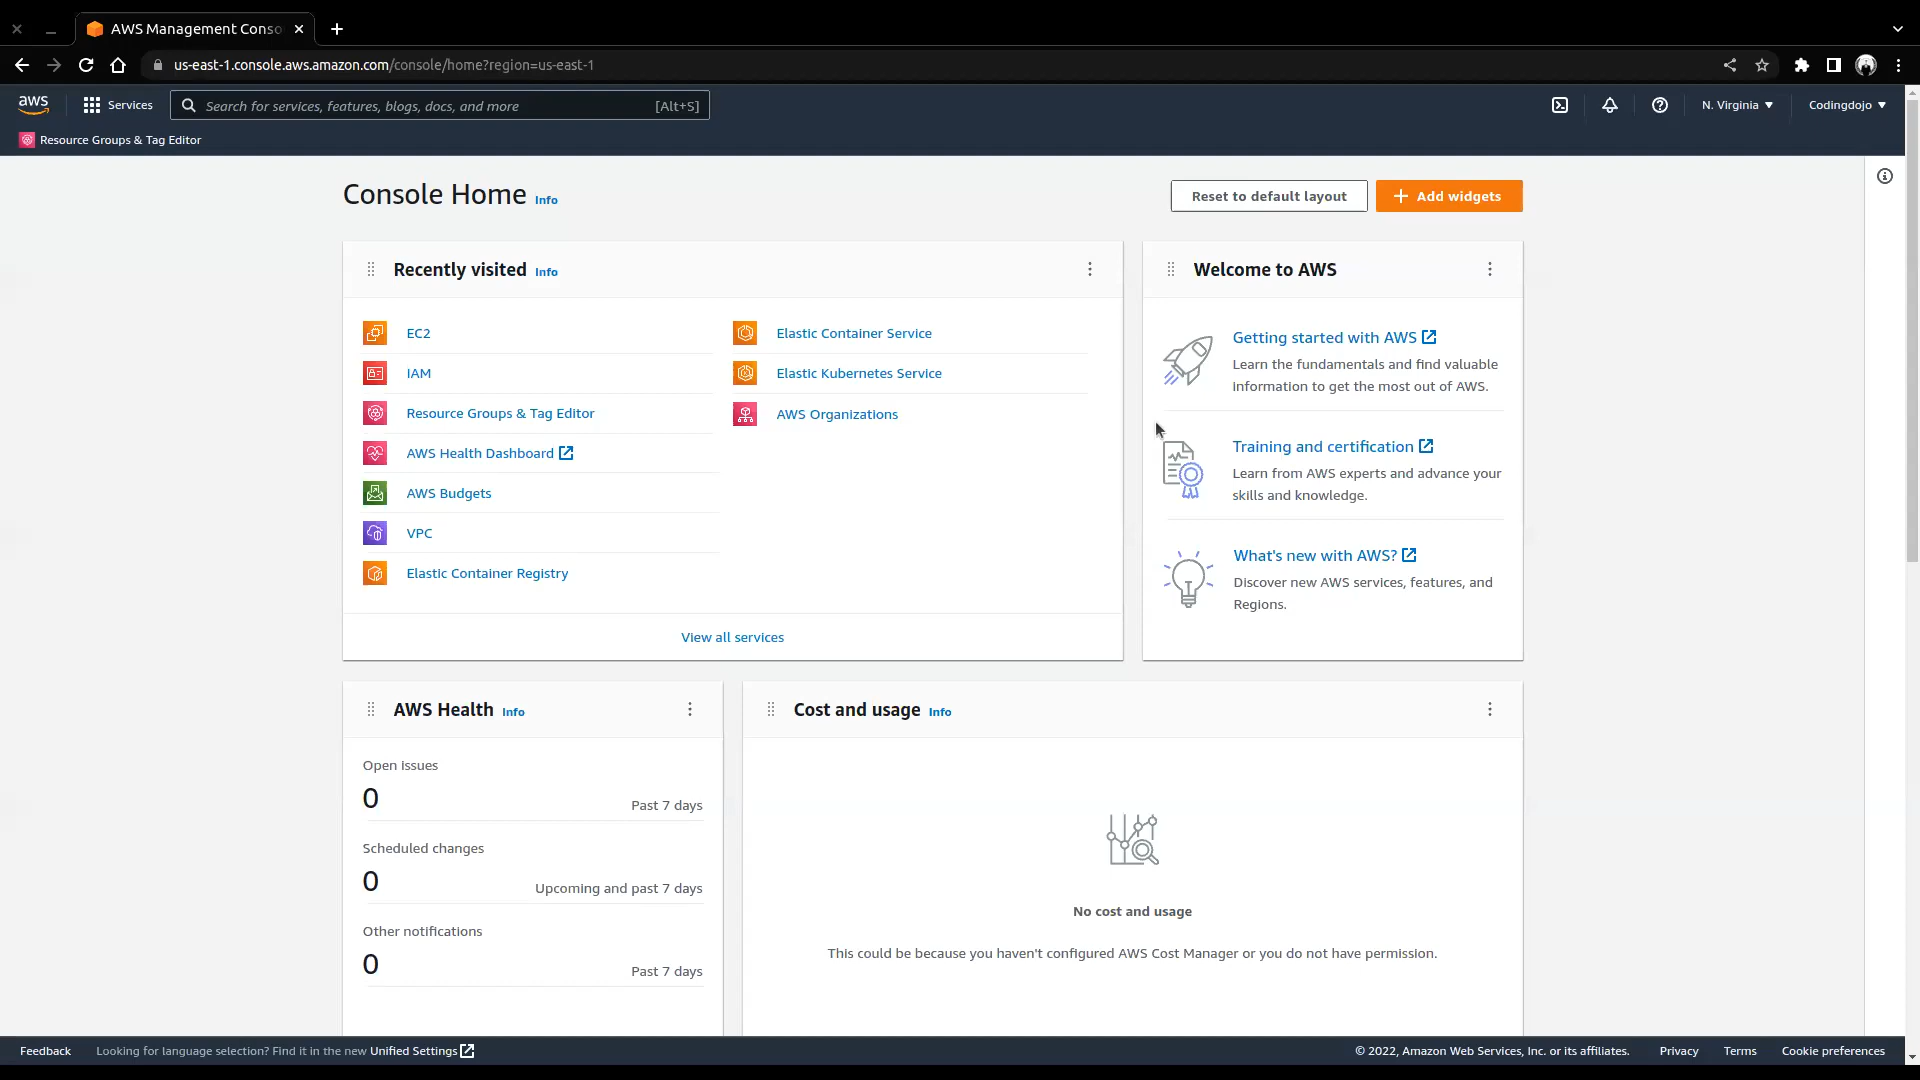 AWS Management Conso
us-east-1.console.aws.amazon.com/console/home?region=us-east-1
aws
Services
Search for services, features, blogs, docs, and more
[Alt+S]
N. Virginia
Codingdojo
Resource Groups & Tag Editor
Console Home Info
Reset to default layout
Add widgets
Recently visited Info
EC2
IAM
Resource Groups & Tag Editor
AWS Health Dashboard
AWS Budgets
VPC
Elastic Container Registry
Elastic Container Service
Elastic Kubernetes Service
AWS Organizations
View all services
Welcome to AWS
Getting started with AWS
Learn the fundamentals and find valuable
information to get the most out of AWS.
Training and certification
Learn from AWS experts and advance your
skills and knowledge.
What's new with AWS?
Discover new AWS services, features, and
Regions.
AWS Health Info
Open issues
0
Past 7 days
Scheduled changes
0
Upcoming and past 7 days
Other notifications
0
Past 7 days
Cost and usage Info
No cost and usage
This could be because you haven't configured AWS Cost Manager or you do not have permission.
Feedback
Looking for language selection? Find it in the new Unified Settings
© 2022, Amazon Web Services, Inc. or its affiliates.
Privacy
Terms
Cookie preferences